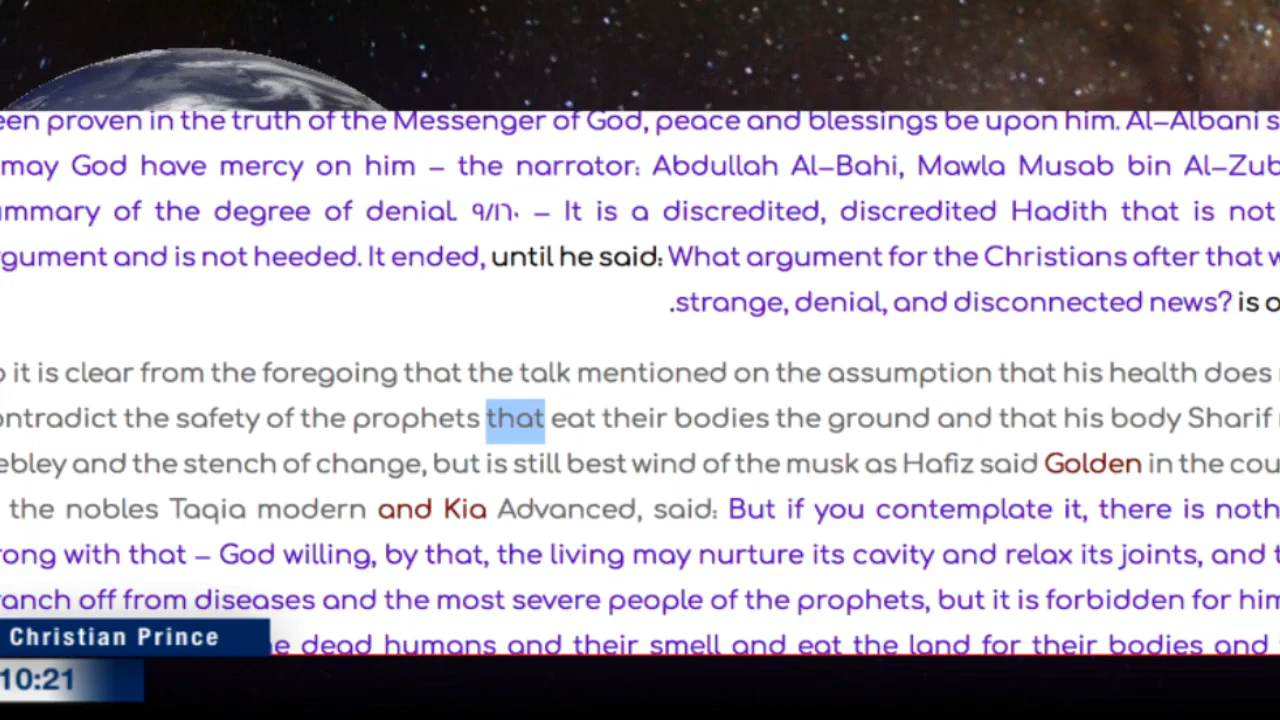 een proven in the truth of the Messenger of God, peace and blessings be upon him. Al–Albani s
may God have mercy on him – the narrator: Abdullah Al–Bahi, Mawla Musab bin Al–Zub
mmary of the degree of denial. ٩/١٦٠ – It is a discredited, discredited Hadith that is not
gument and is not heeded. It ended, until he said: What argument for the Christians after that w
.strange, denial, and disconnected news? is o
it is clear from the foregoing that the talk mentioned on the assumption that his health does
ontradict the safety of the prophets that eat their bodies the ground and that his body Sharif
ebley and the stench of change, but is still best wind of the musk as Hafiz said Golden in the cou
the nobles Taqia modern and Kia Advanced, said: But if you contemplate it, there is noth
rong with that – God willing, by that, the living may nurture its cavity and relax its joints, and t
ranch off from diseases and the most severe people of the prophets, but it is forbidden for him
e dead humans and their smell and eat the land for their bodies and
Christian Prince
10:21